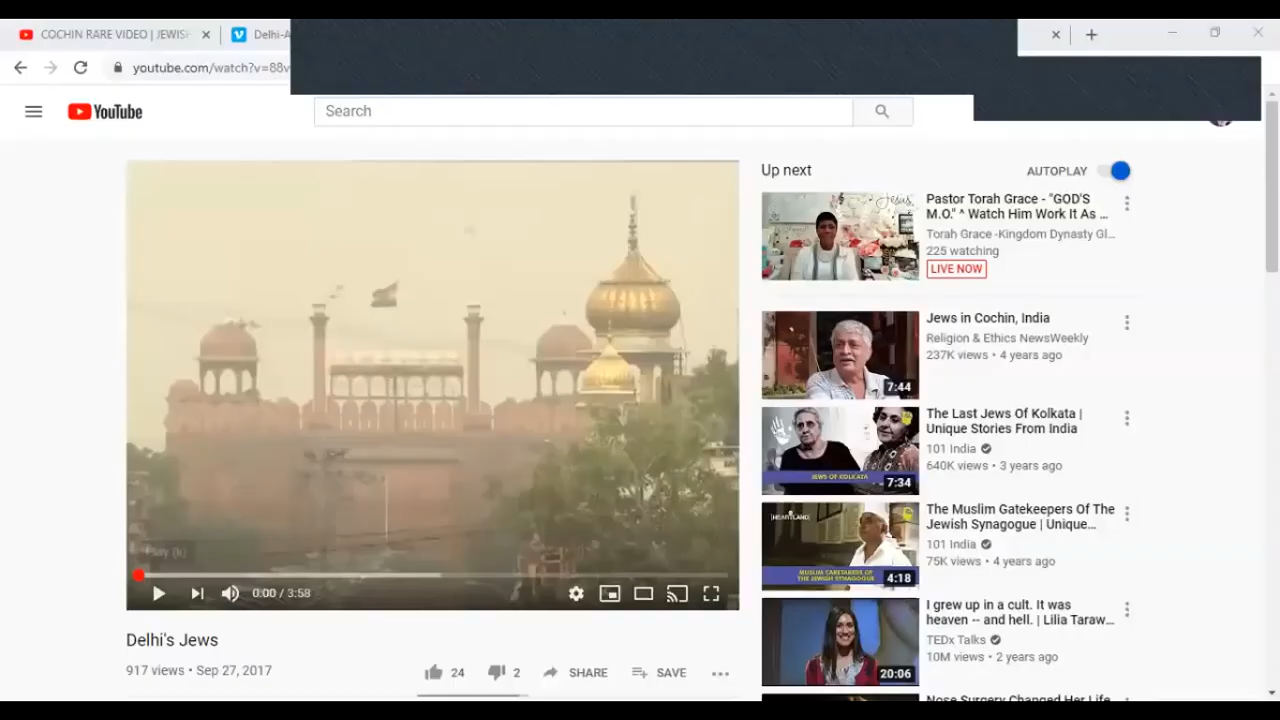 COCHIN RARE VIDEO | JEWIS
Delhi-A
youtube.com/watch?v=88v
YouTube
Search
Up next
AUTOPLAY
Pastor Torah Grace - "GOD'S
M.O." ^ Watch Him Work It As ...
Torah Grace -Kingdom Dynasty Gl...
225 watching
LIVE NOW
Jews in Cochin, India
Religion & Ethics NewsWeekly
237K views • 4 years ago
7:44
The Last Jews Of Kolkata |
Unique Stories From India
101 India
640K views • 3 years ago
JEWS OF KOLKATA
7:34
The Muslim Gatekeepers Of The
Jewish Synagogue | Unique...
101 India
75K views • 4 years ago
[HEARTLAND]
MUSLIM CARETAKERS OF
THE JEWISH SYNAGOGUE
4:18
I grew up in a cult. It was
heaven -- and hell. | Lilia Taraw...
TEDx Talks
10M views • 2 years ago
20:06
Nose Surgery Changed Her Life
Play (k)
0:00 / 3:58
Delhi's Jews
917 views • Sep 27, 2017
24
2
SHARE
SAVE